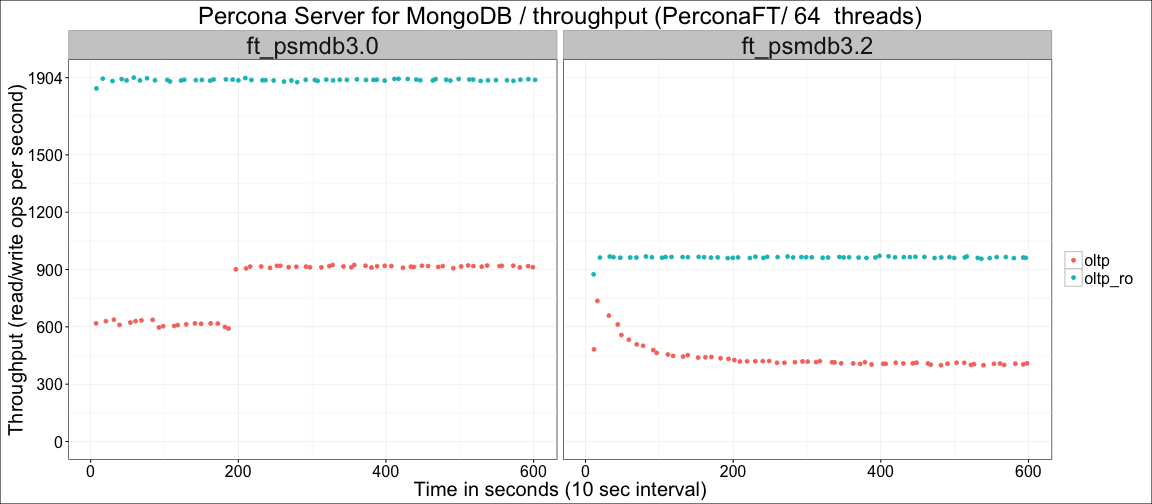 Percona Server for MongoDB / throughput (PerconaFT/ 64  threads)
ft_psmdb3.0
ft_psmdb3.2
Throughput (read/write ops per second)
1904
1500
1200
900
600
300
0
0 200 400 600
0 200 400 600
Time in seconds (10 sec interval)
oltp
oltp_ro